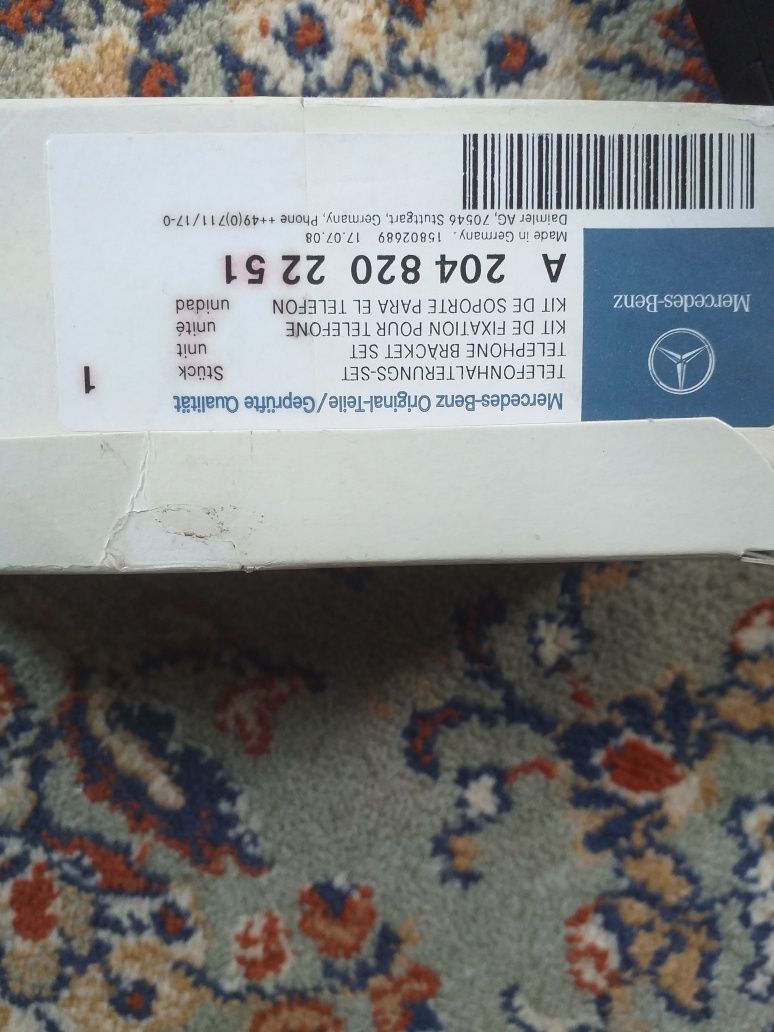 Mercedes-Benz
Mercedes-Benz Original-Teile/Geprüfte Qualität
TELEFONHALTERUNGS-SET Stück 1
TELEPHONE BRACKET SET unit
KIT DE FIXATION POUR TELEFONE unité
KIT DE SOPORTE PARA EL TELEFON unidad
A 204 820 22 51
Made in Germany. 15802689 17.07.08
Daimler AG, 70546 Stuttgart, Germany, Phone ++49(0)711/17-0